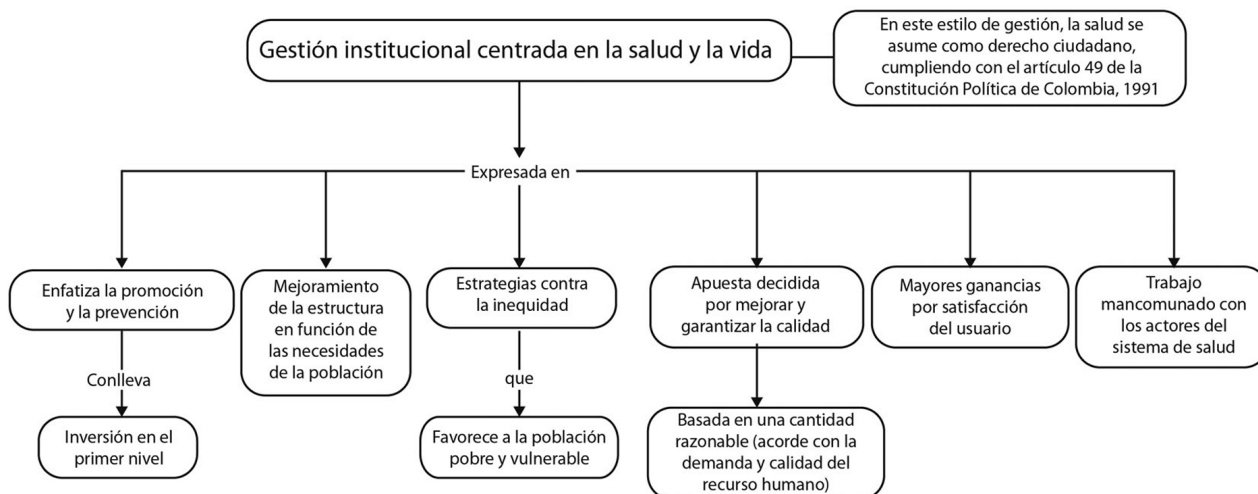 Gestión institucional centrada en la salud y la vida
En este estilo de gestión, la salud se
asume como derecho ciudadano,
cumpliendo con el artículo 49 de la
Constitución Política de Colombia, 1991
Expresada en
Enfatiza la promoción
y la prevención
Conlleva
Inversión en el
primer nivel
Mejoramiento
de la estructura
en función de
las necesidades
de la población
Estrategias contra
la inequidad
que
Favorece a la población
pobre y vulnerable
Apuesta decidida
por mejorar y
garantizar la calidad
Basada en una cantidad
razonable (acorde con la
demanda y calidad del
recurso humano)
Mayores ganancias
por satisfacción
del usuario
Trabajo
mancomunado con
los actores del
sistema de salud